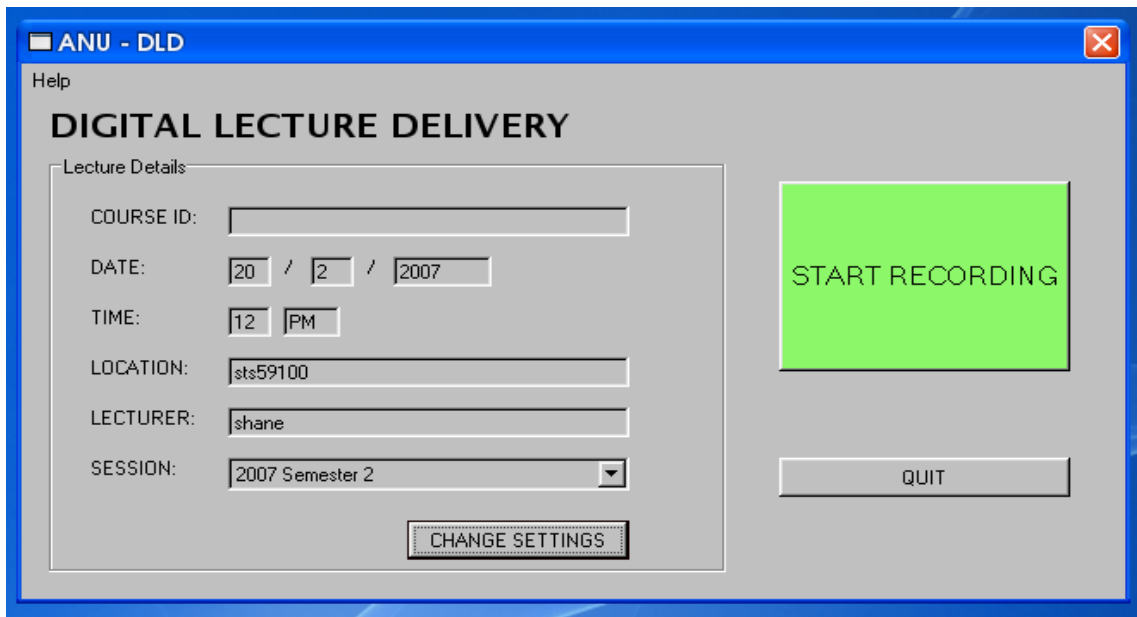 ANU - DLD
Help
DIGITAL LECTURE DELIVERY
Lecture Details
COURSE ID:
DATE: 20 / 2 / 2007
TIME: 12 PM
LOCATION: sts59100
LECTURER: shane
SESSION: 2007 Semester 2
CHANGE SETTINGS
START RECORDING
QUIT